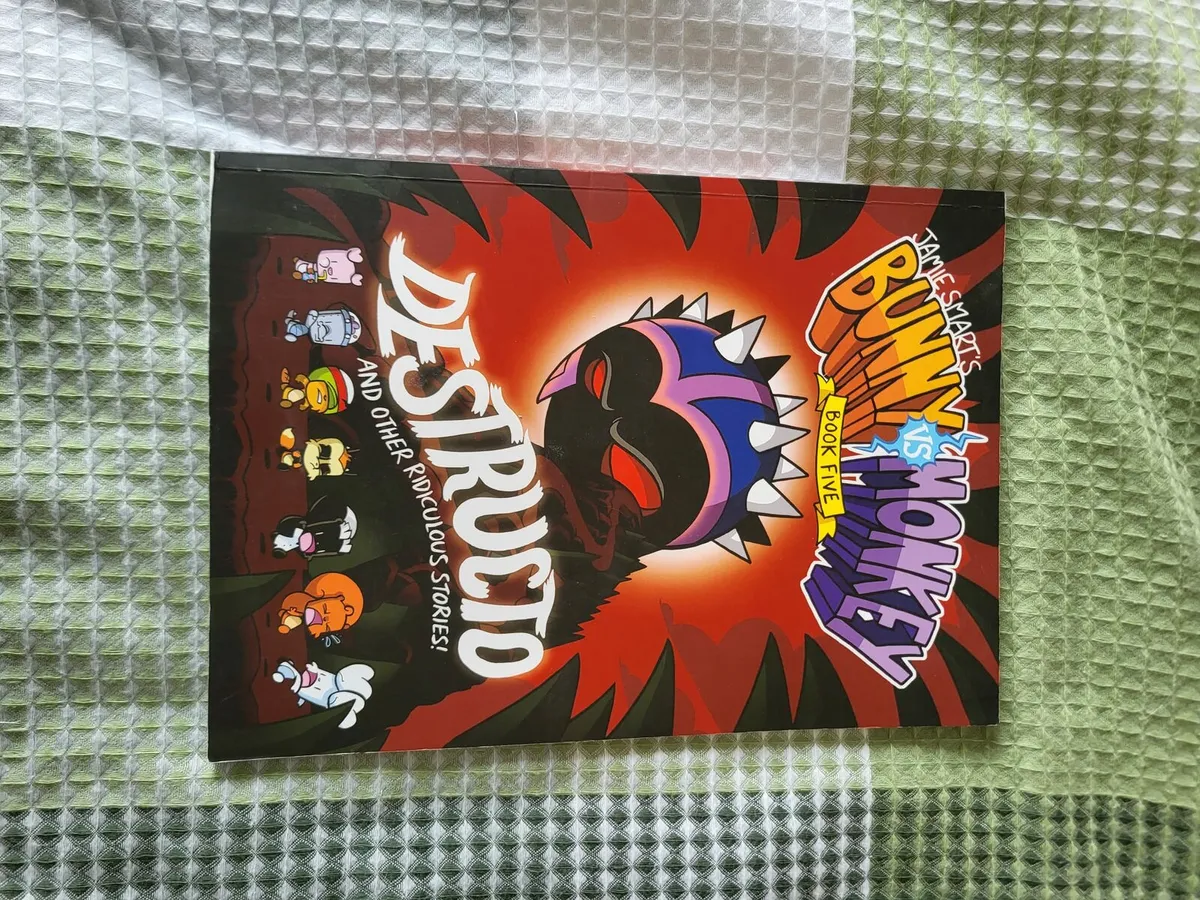 JAMIE SMART'S
BUNNY
VS
MONKEY
BOOK FIVE
DESTRUCTO
AND OTHER RIDICULOUS STORIES!